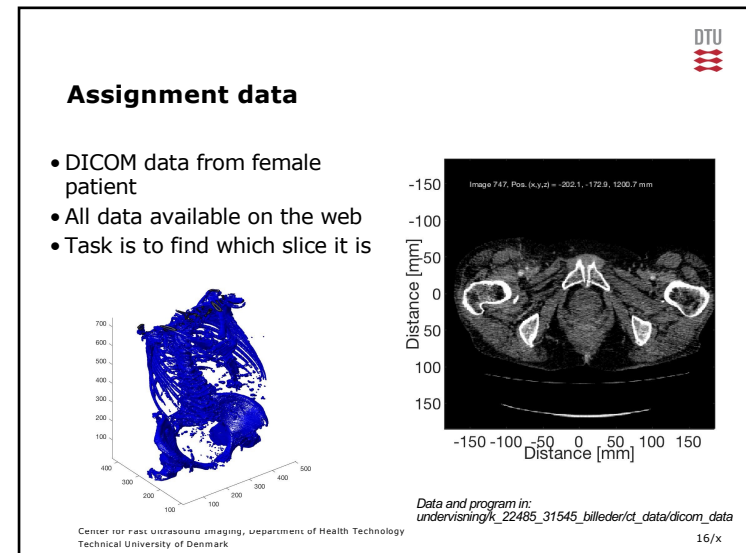 DTU
Assignment data
• DICOM data from female
patient
• All data available on the web
• Task is to find which slice it is
700
600
500
400
300
200
100
400
300
200
100
100
200
300
400
500
Image 747, Pos. (x,y,z) = -202.1, -172.9, 1200.7 mm
Distance [mm]
-150
-100
-50
0
50
100
150
-150 -100 -50 0 50 100 150
Distance [mm]
Data and program in:
undervisning/k_22485_31545_billeder/ct_data/dicom_data
Center for Fast Ultrasound Imaging, Department of Health Technology
Technical University of Denmark
16/x